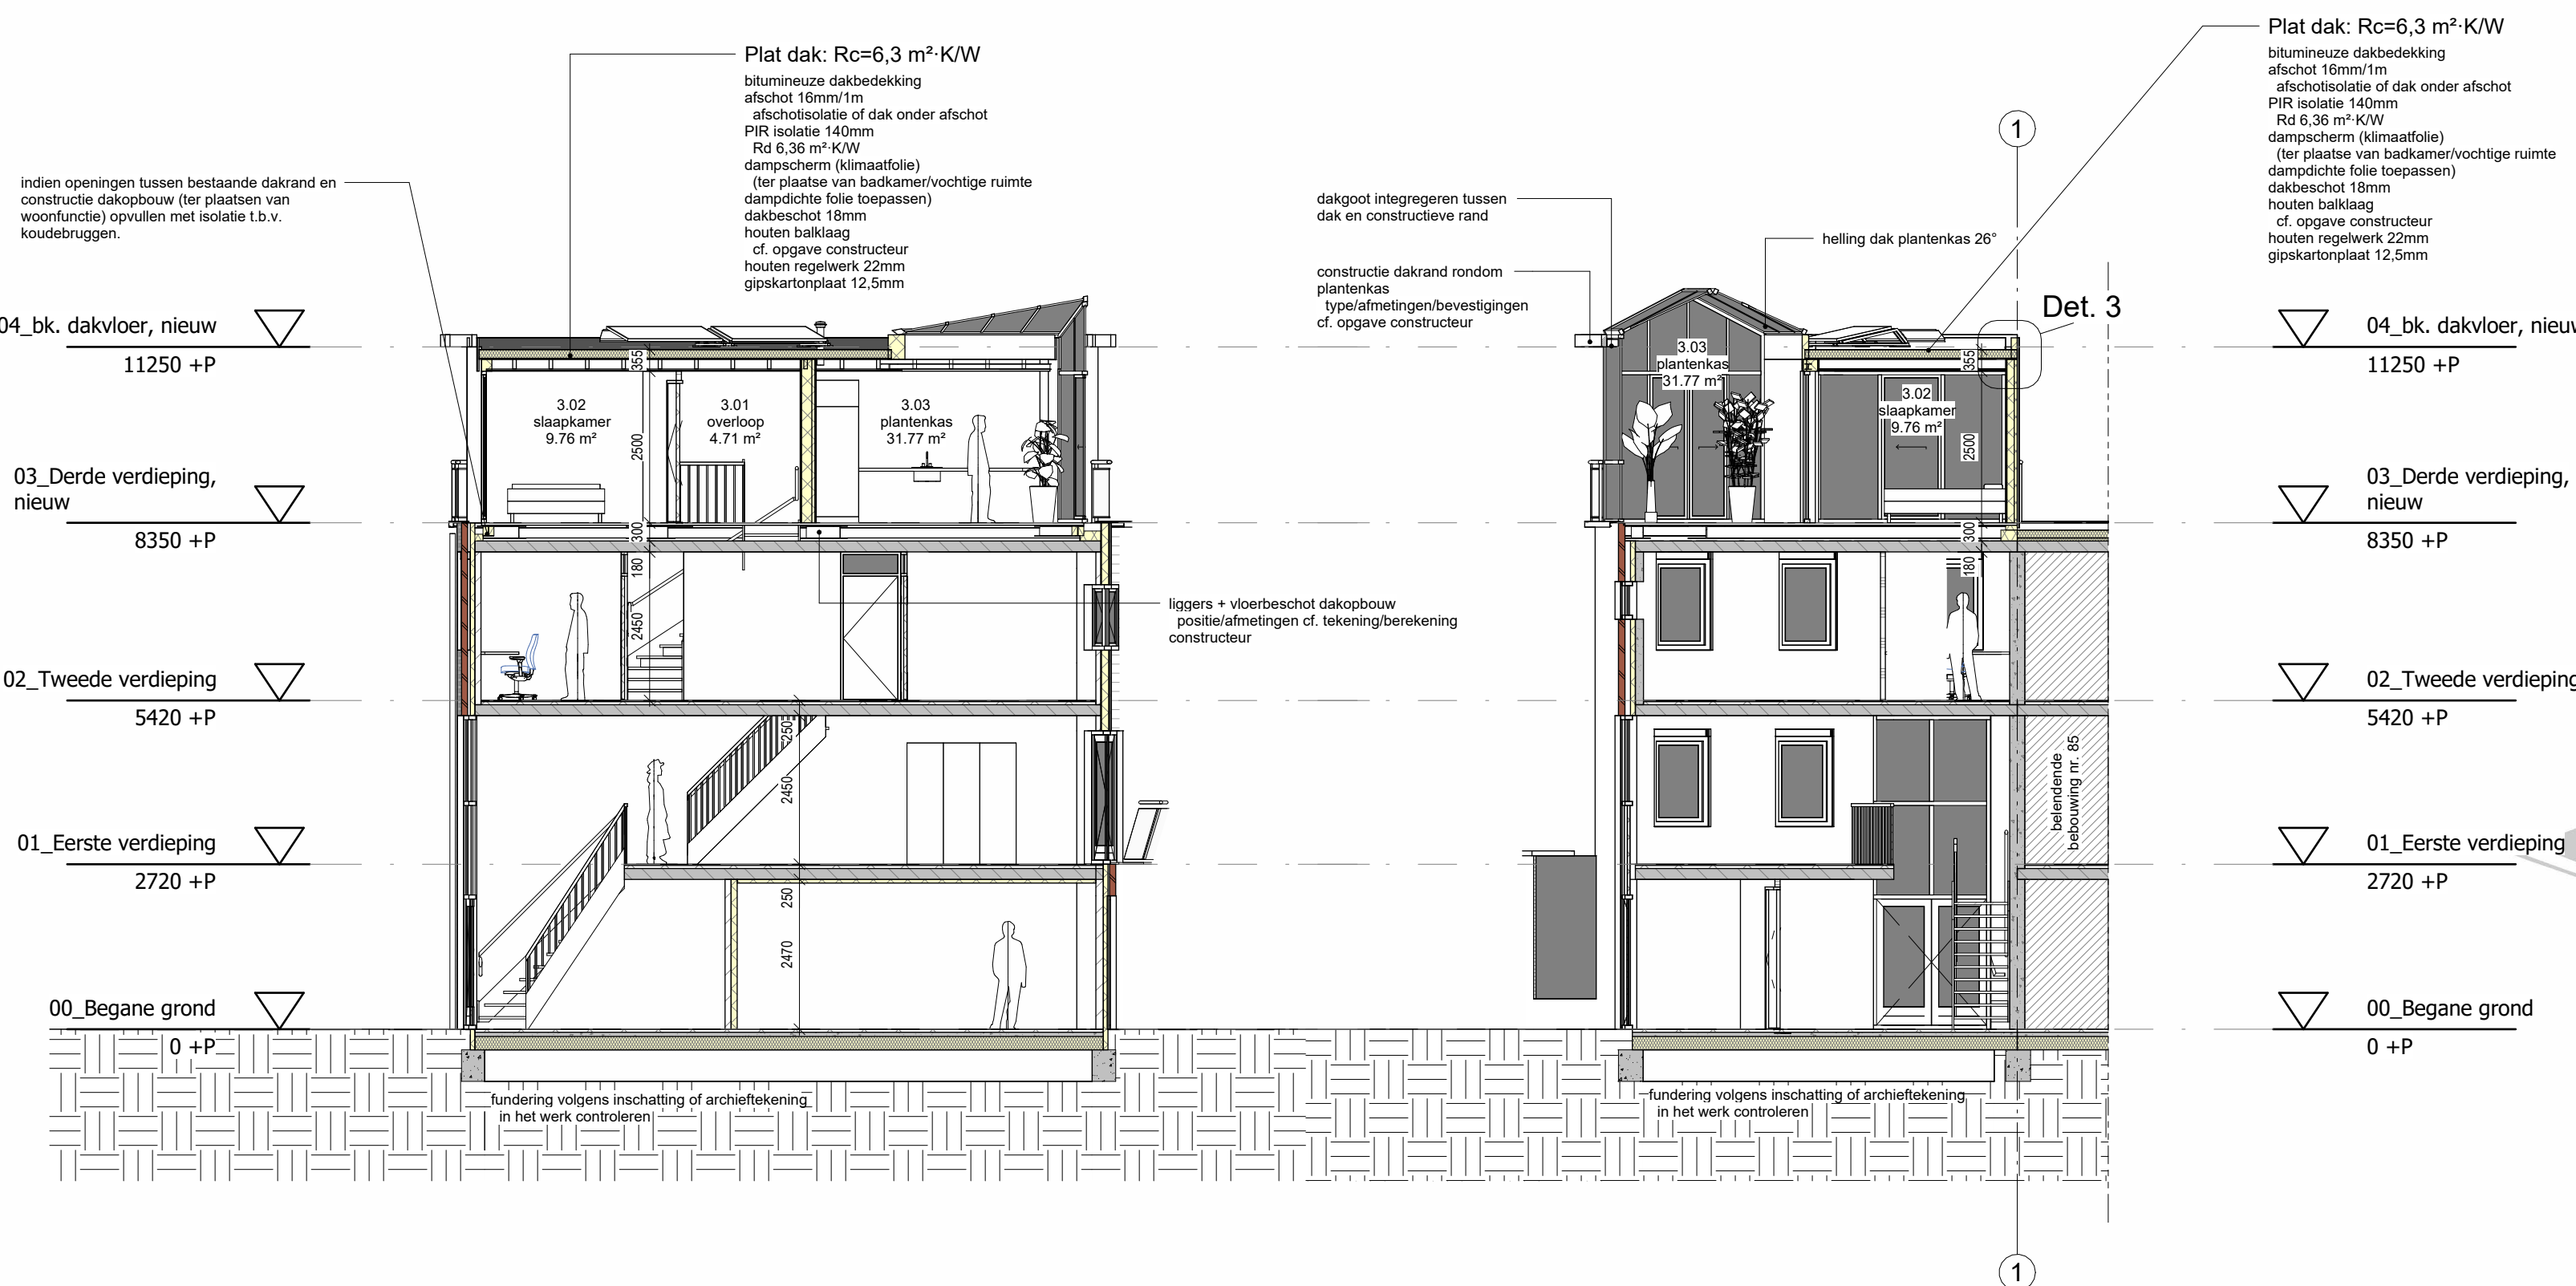 Plat dak: Rc=6,3 m²·K/W
bitumineuze dakbedekking
afschot 16mm/1m
afschotisolatie of dak onder afschot
PIR isolatie 140mm
Rd 6,36 m²·K/W
dampscherm (klimaatfolie)
(ter plaatse van badkamer/vochtige ruimte
dampdichte folie toepassen)
dakbeschot 18mm
houten balklaag
cf. opgave constructeur
houten regelwerk 22mm
gipskartonplaat 12,5mm
indien openingen tussen bestaande dakrand en
constructie dakopbouw (ter plaatsen van
woonfunctie) opvullen met isolatie t.b.v.
koudebruggen.
04_bk. dakvloer, nieuw
11250 +P
03_Derde verdieping,
nieuw
8350 +P
02_Tweede verdieping
5420 +P
01_Eerste verdieping
2720 +P
00_Begane grond
0 +P
355
3.02
slaapkamer
9.76 m²
3.01
overloop
4.71 m²
3.03
plantenkas
31.77 m²
2500
300
180
2450
250
2450
250
2470
liggers + vloerbeschot dakopbouw
positie/afmetingen cf. tekening/berekening
constructeur
fundering volgens inschatting of archieftekening
in het werk controleren
dakgoot integregeren tussen
dak en constructieve rand
constructie dakrand rondom
plantenkas
type/afmetingen/bevestigingen
cf. opgave constructeur
helling dak plantenkas 26°
1
Det. 3
3.03
plantenkas
31.77 m²
355
3.02
slaapkamer
9.76 m²
2500
300
180
belendende
bebouwing nr. 85
fundering volgens inschatting of archieftekening
in het werk controleren
1
Plat dak: Rc=6,3 m²·K/W
bitumineuze dakbedekking
afschot 16mm/1m
afschotisolatie of dak onder afschot
PIR isolatie 140mm
Rd 6,36 m²·K/W
dampscherm (klimaatfolie)
(ter plaatse van badkamer/vochtige ruimte
dampdichte folie toepassen)
dakbeschot 18mm
houten balklaag
cf. opgave constructeur
houten regelwerk 22mm
gipskartonplaat 12,5mm
04_bk. dakvloer, nieuw
11250 +P
03_Derde verdieping,
nieuw
8350 +P
02_Tweede verdieping
5420 +P
01_Eerste verdieping
2720 +P
00_Begane grond
0 +P